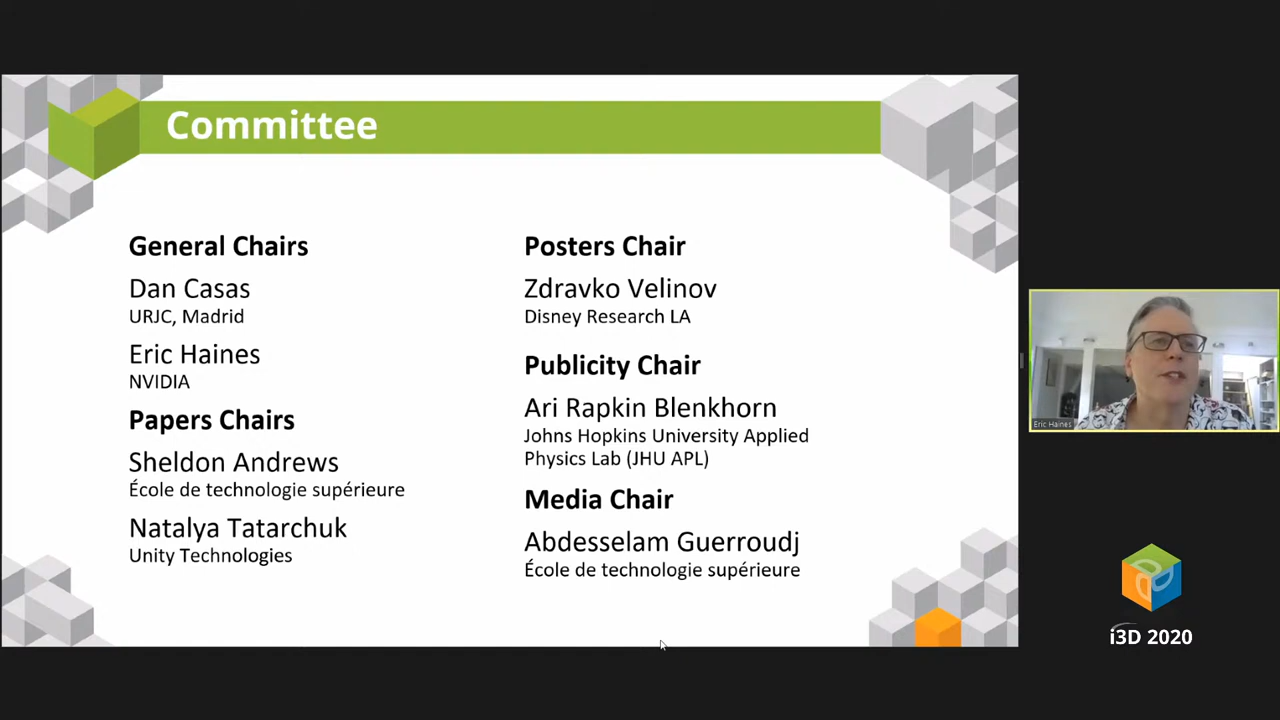 Committee
General Chairs
Dan Casas
URJC, Madrid
Eric Haines
NVIDIA
Papers Chairs
Sheldon Andrews
École de technologie supérieure
Natalya Tatarchuk
Unity Technologies
Posters Chair
Zdravko Velinov
Disney Research LA
Publicity Chair
Ari Rapkin Blenkhorn
Johns Hopkins University Applied
Physics Lab (JHU APL)
Media Chair
Abdesselam Guerroudj
École de technologie supérieure
Eric Haines
i3D 2020